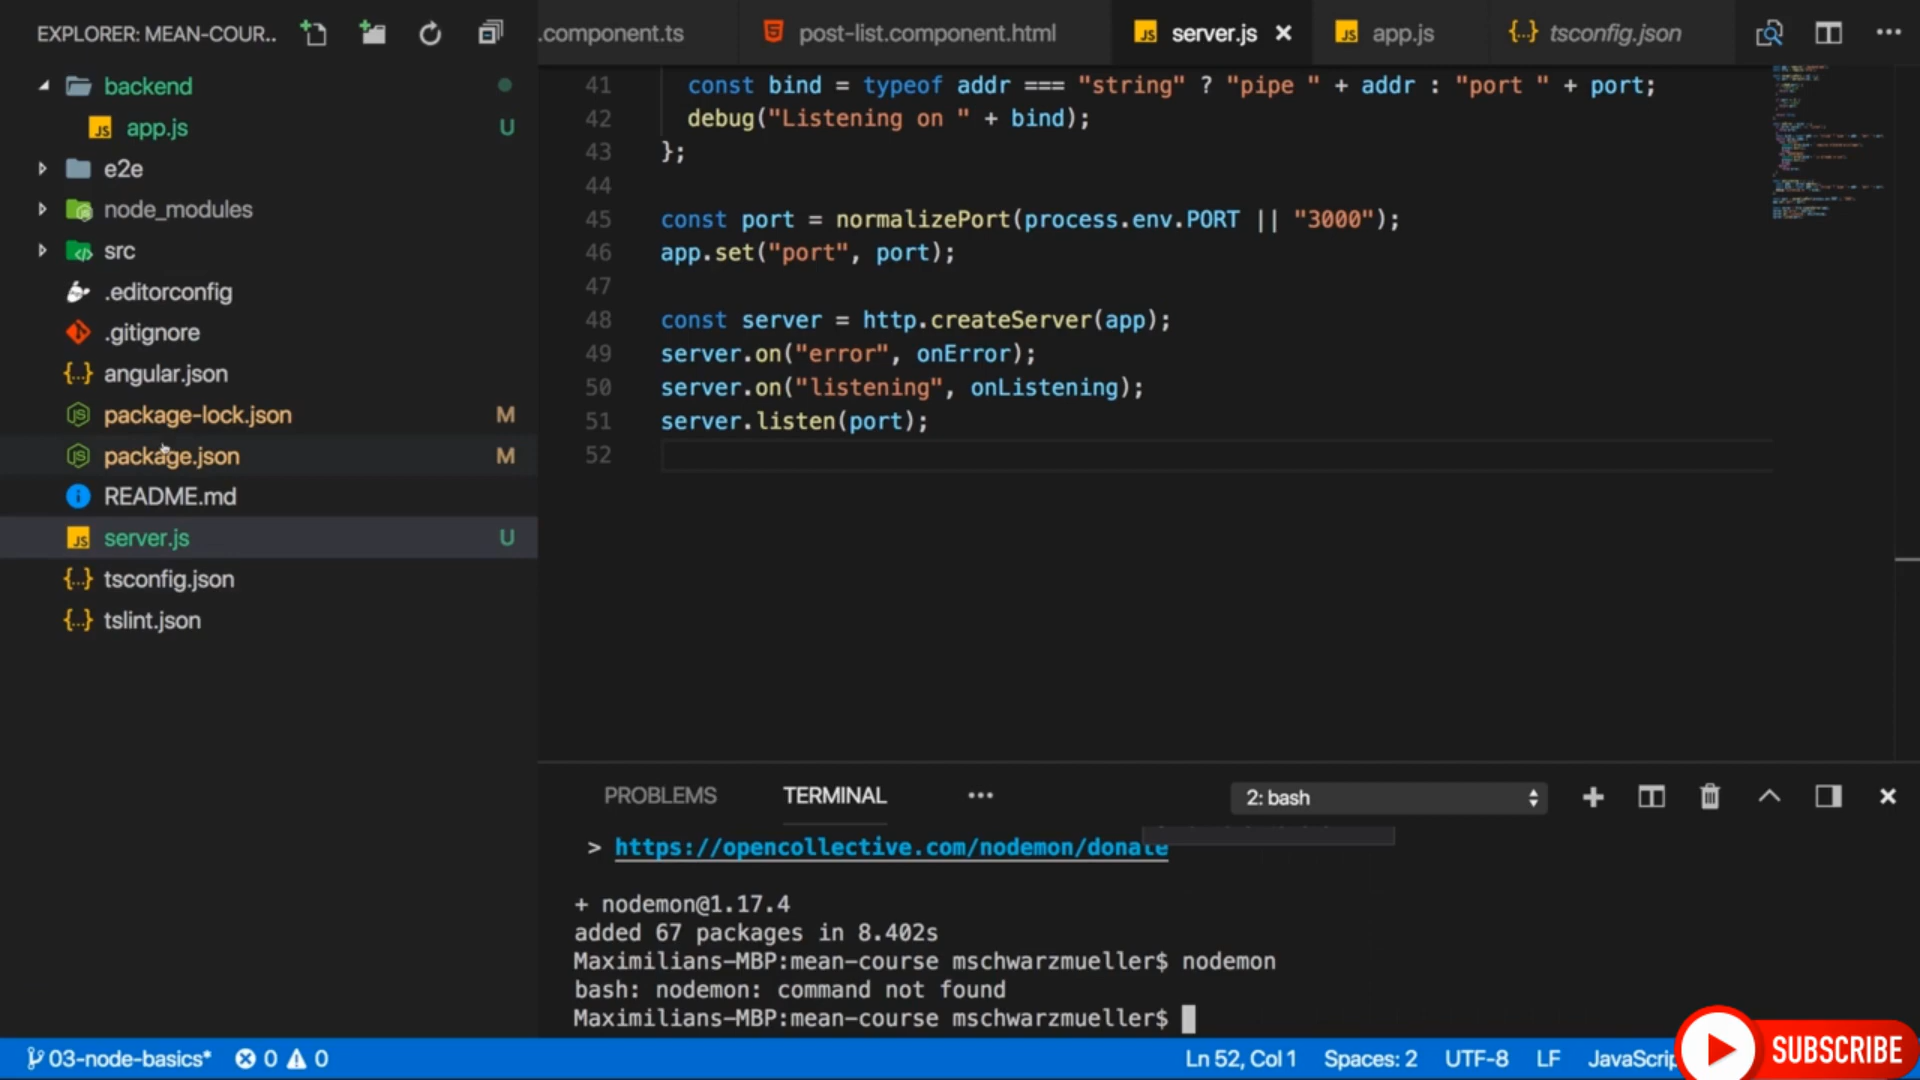 EXPLORER: MEAN-COUR..
backend
app.js U
e2e
node_modules
src
.editorconfig
.gitignore
angular.json
package-lock.json M
package.json M
README.md
server.js U
tsconfig.json
tslint.json
.component.ts
post-list.component.html
server.js
app.js
tsconfig.json
41 const bind = typeof addr === "string" ? "pipe " + addr : "port " + port;
42 debug("Listening on " + bind);
43 };
44
45 const port = normalizePort(process.env.PORT || "3000");
46 app.set("port", port);
47
48 const server = http.createServer(app);
49 server.on("error", onError);
50 server.on("listening", onListening);
51 server.listen(port);
52
PROBLEMS TERMINAL ••• 2: bash
> https://opencollective.com/nodemon/donate
+ nodemon@1.17.4
added 67 packages in 8.402s
Maximilians-MBP:mean-course mschwarzmueller$ nodemon
bash: nodemon: command not found
Maximilians-MBP:mean-course mschwarzmueller$
03-node-basics* 0 0 Ln 52, Col 1 Spaces: 2 UTF-8 LF JavaScrip
SUBSCRIBE